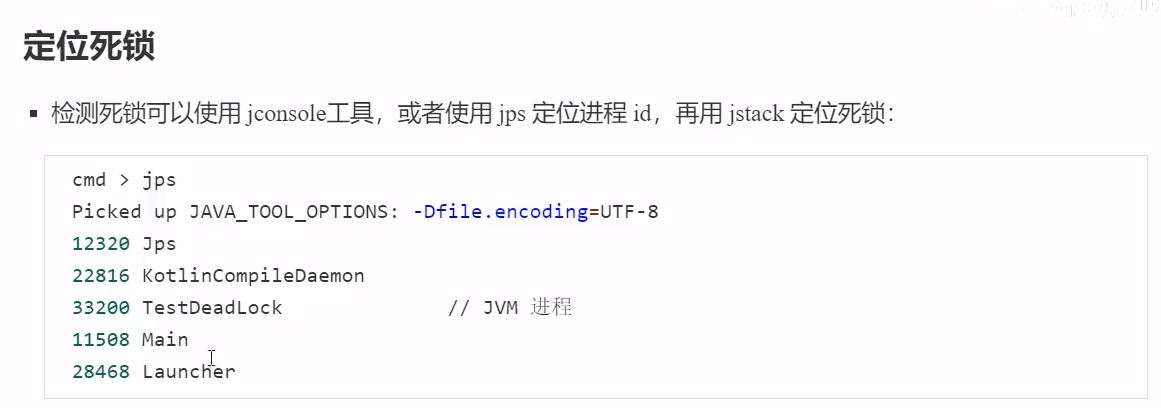 定位死锁
▪ 检测死锁可以使用 jconsole工具，或者使用 jps 定位进程 id，再用 jstack 定位死锁：
cmd > jps
Picked up JAVA_TOOL_OPTIONS: -Dfile.encoding=UTF-8
12320 Jps
22816 KotlinCompileDaemon
33200 TestDeadLock // JVM 进程
11508 Main
28468 Launcher